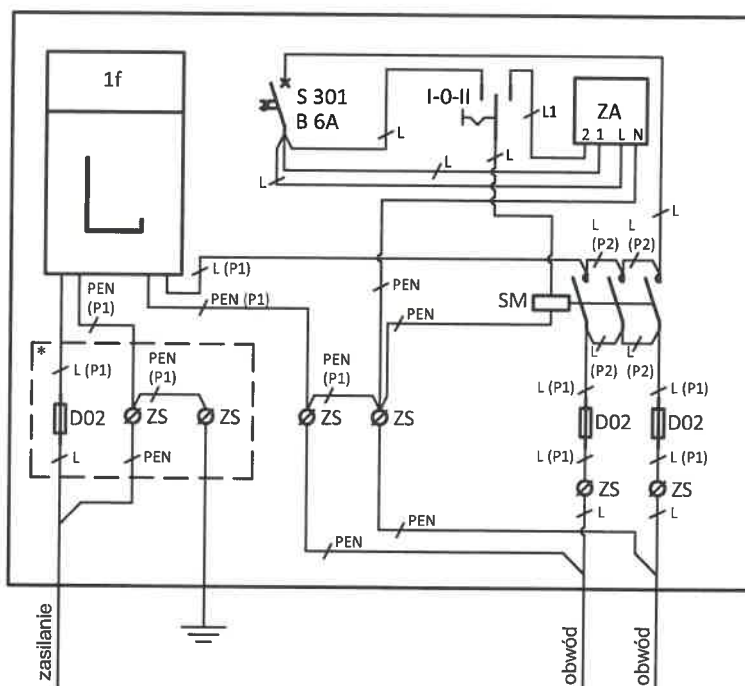 1f
S 301
B 6A
I-0-II
L1
ZA
2 1 L N
L
L
L
L
L
L (P1)
L
(P2)
L
(P2)
PEN
(P1)
PEN (P1)
PEN
SM
PEN
*
L (P1)
PEN
(P1)
PEN
(P1)
L
(P2)
L
(P2)
L (P1)
L (P1)
D02
ZS
ZS
ZS
ZS
D02
D02
L
PEN
L (P1)
L (P1)
ZS
ZS
L
L
PEN
PEN
zasilanie
obwód
obwód